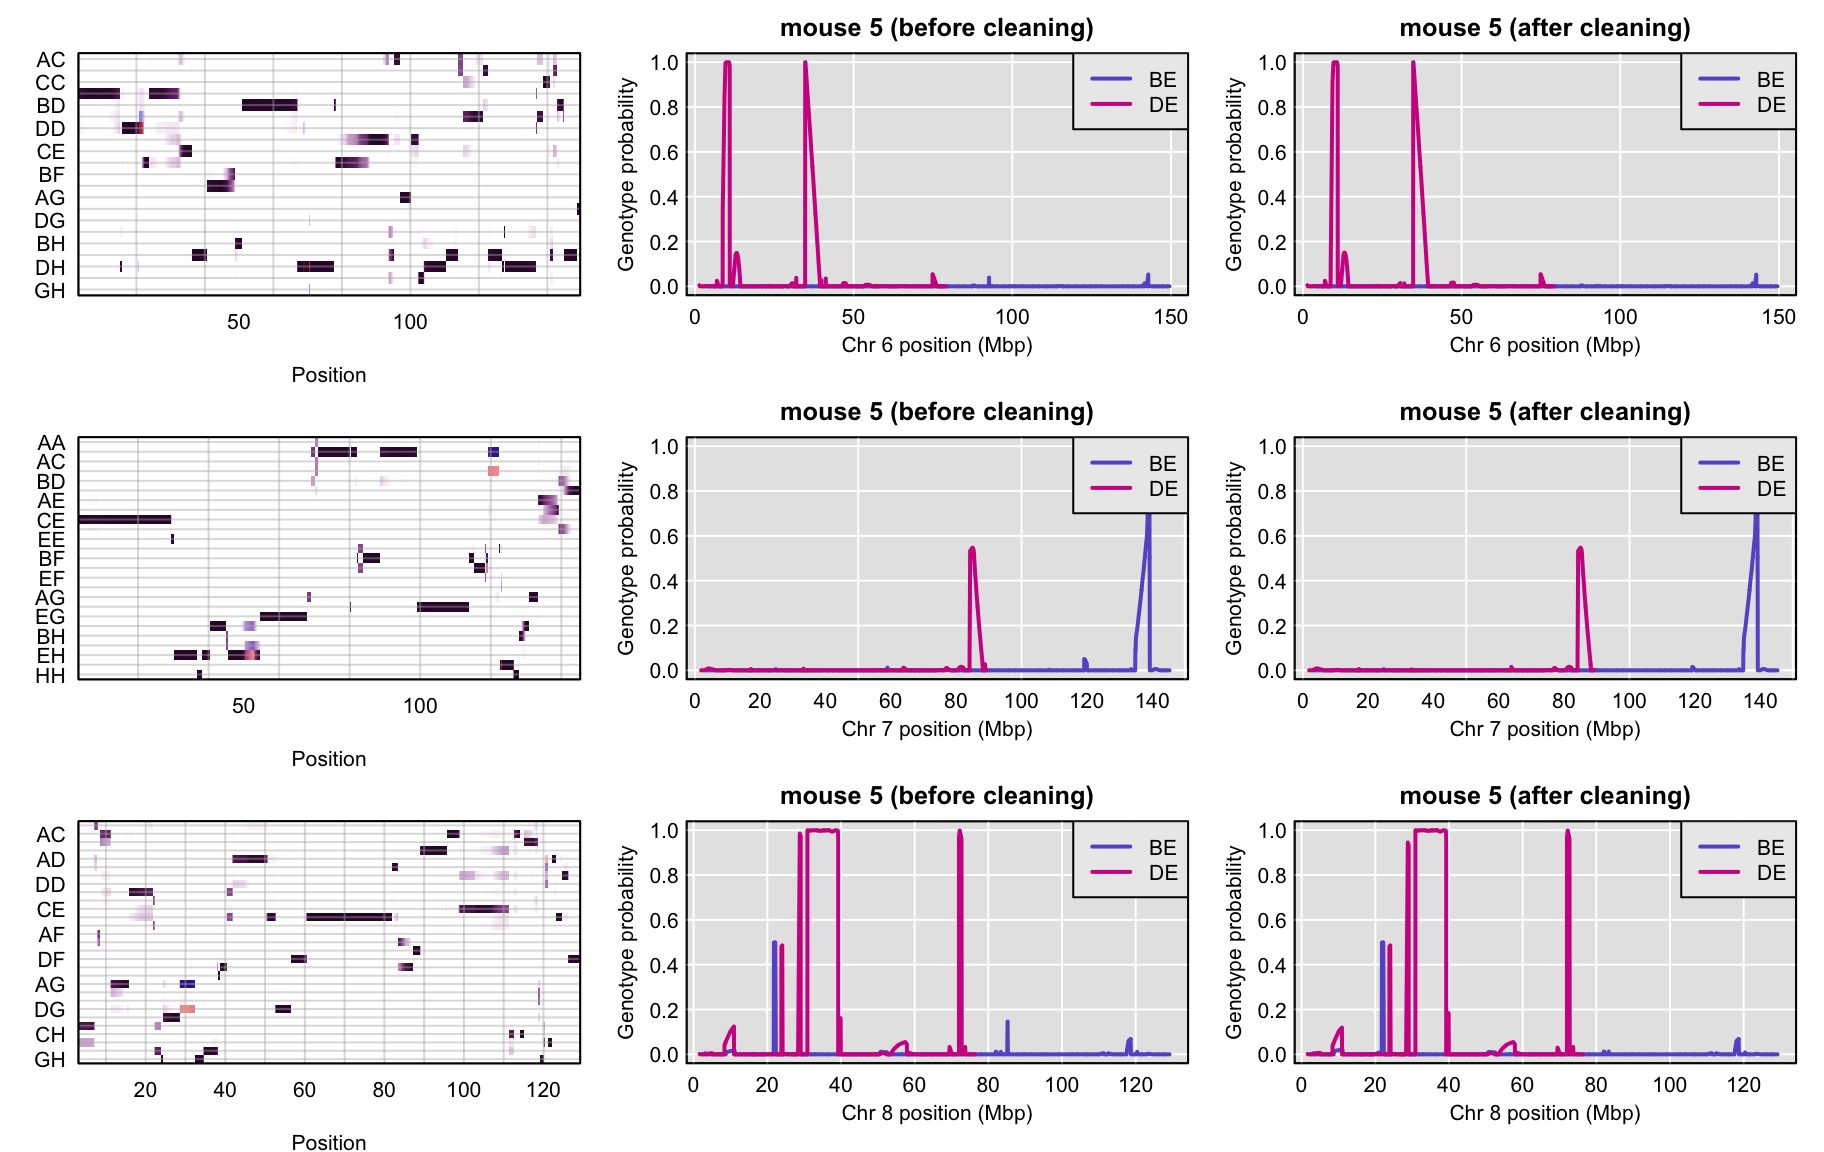 AC
CC
BD
DD
CE
BF
AG
DG
BH
DH
GH
50 100
Position
mouse 5 (before cleaning)
Genotype probability
1.0
0.8
0.6
0.4
0.2
0.0
BE
DE
0 50 100 150
Chr 6 position (Mbp)
mouse 5 (after cleaning)
Genotype probability
1.0
0.8
0.6
0.4
0.2
0.0
BE
DE
0 50 100 150
Chr 6 position (Mbp)
AA
AC
BD
AE
CE
EE
BF
EF
AG
EG
BH
EH
HH
50 100
Position
mouse 5 (before cleaning)
Genotype probability
1.0
0.8
0.6
0.4
0.2
0.0
BE
DE
0 20 40 60 80 100 120 140
Chr 7 position (Mbp)
mouse 5 (after cleaning)
Genotype probability
1.0
0.8
0.6
0.4
0.2
0.0
BE
DE
0 20 40 60 80 100 120 140
Chr 7 position (Mbp)
AC
AD
DD
CE
AF
DF
AG
DG
CH
GH
20 40 60 80 100 120
Position
mouse 5 (before cleaning)
Genotype probability
1.0
0.8
0.6
0.4
0.2
0.0
BE
DE
0 20 40 60 80 100 120
Chr 8 position (Mbp)
mouse 5 (after cleaning)
Genotype probability
1.0
0.8
0.6
0.4
0.2
0.0
BE
DE
0 20 40 60 80 100 120
Chr 8 position (Mbp)